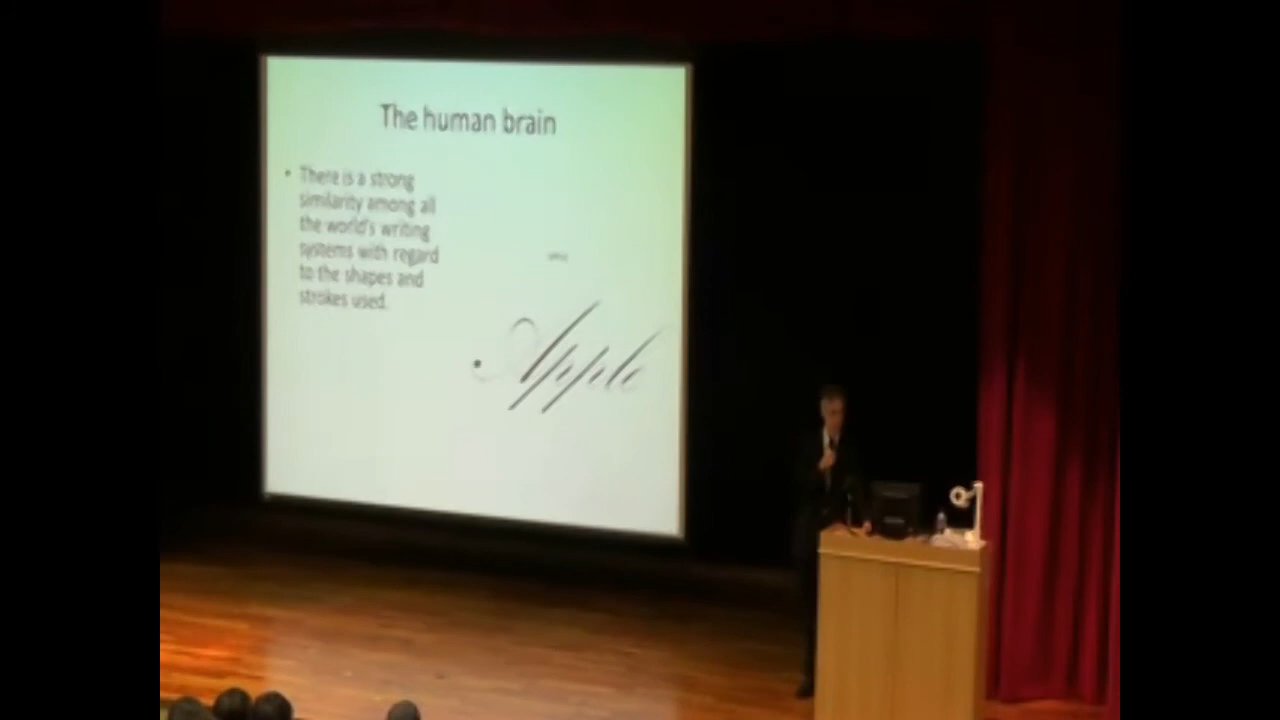 The human brain
• There is a strong
similarity among all
the world's writing
systems with regard
to the shapes and
strokes used.
Apple